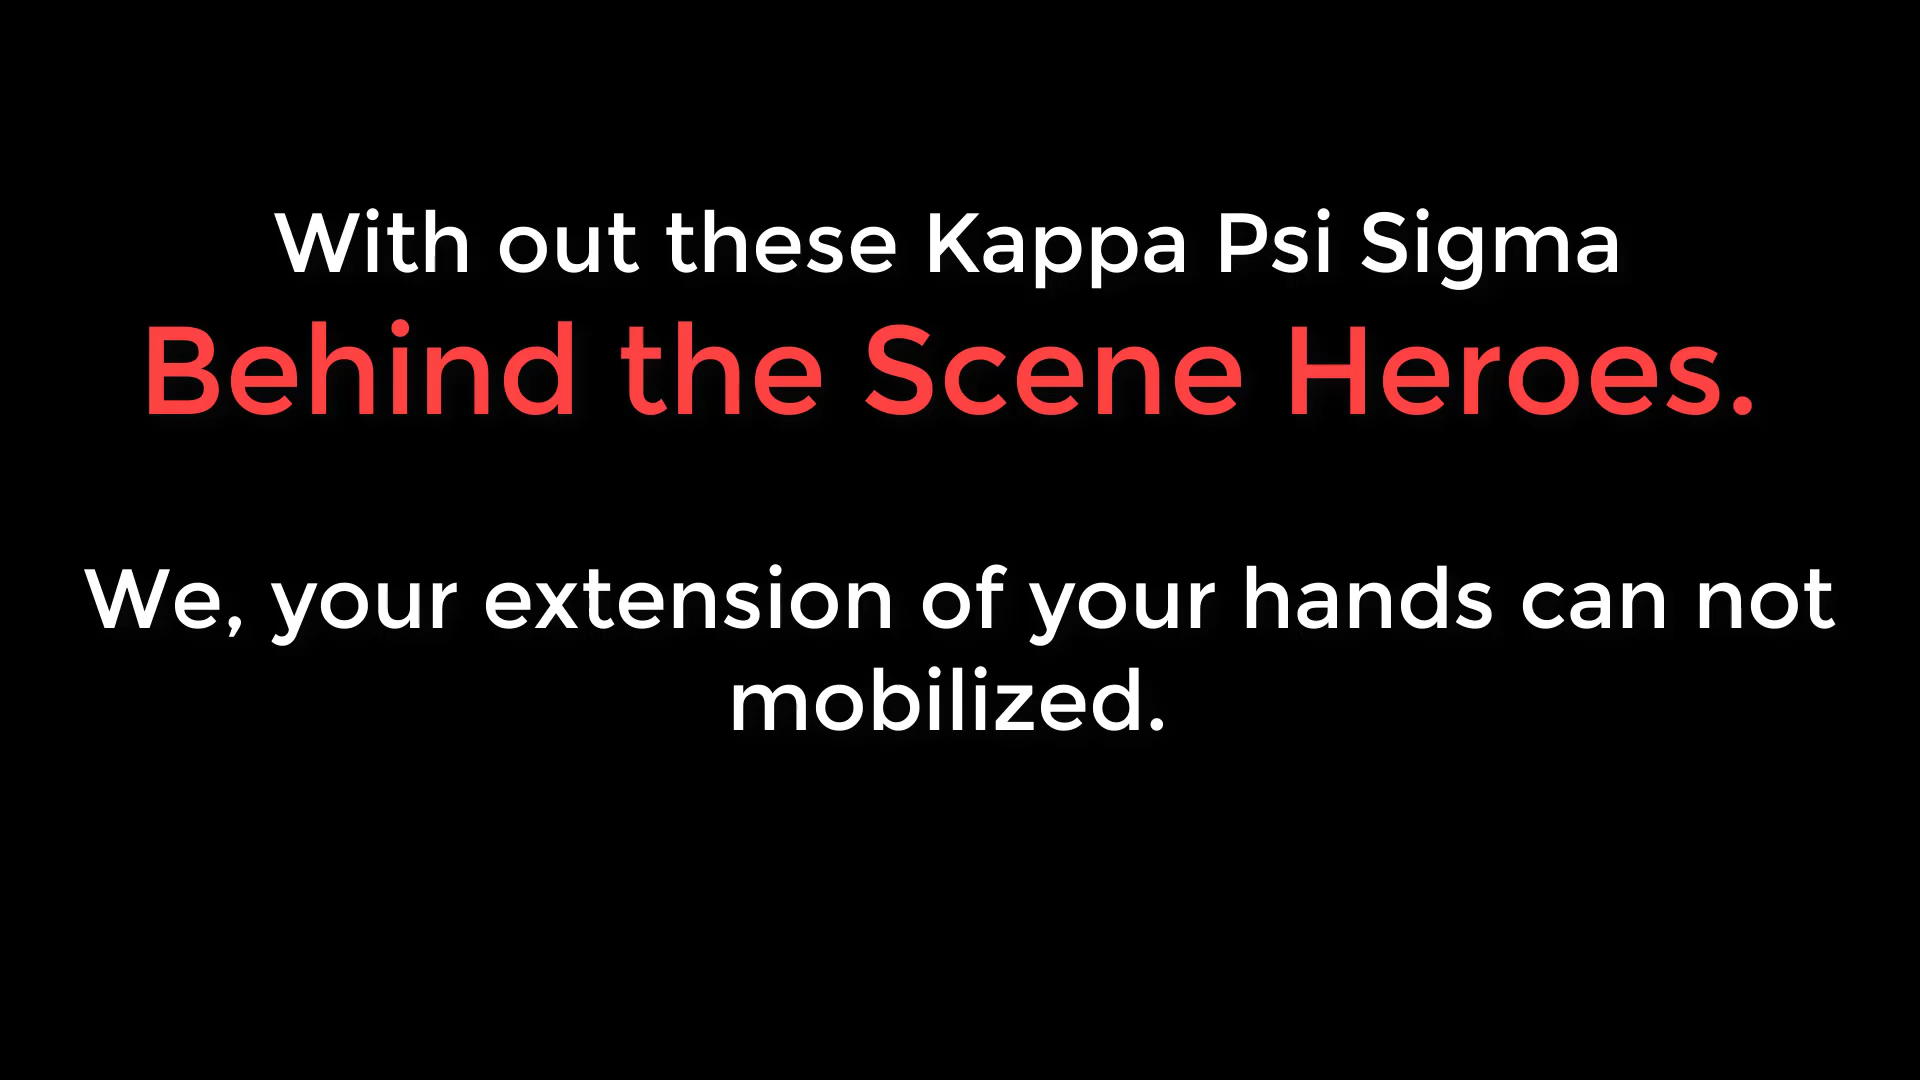 With out these Kappa Psi Sigma
Behind the Scene Heroes.
We, your extension of your hands can not
mobilized.